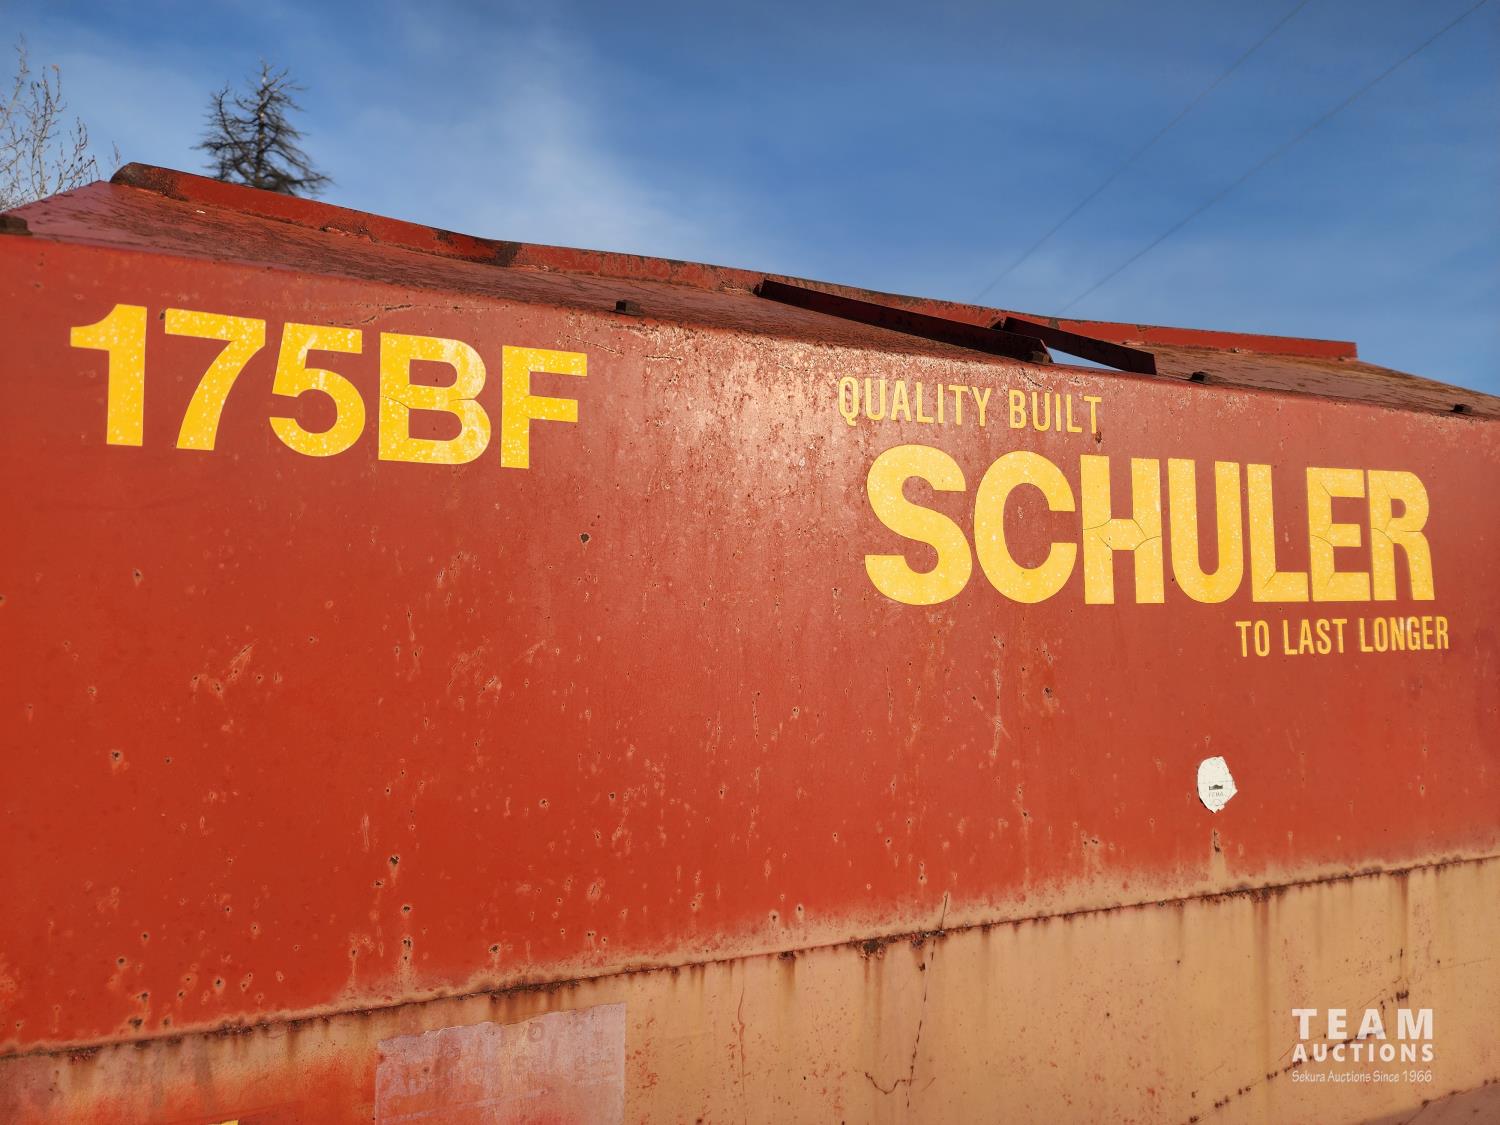 175BF
QUALITY BUILT
SCHULER
TO LAST LONGER
TEAM
AUCTIONS
Sekura Auctions Since 1966